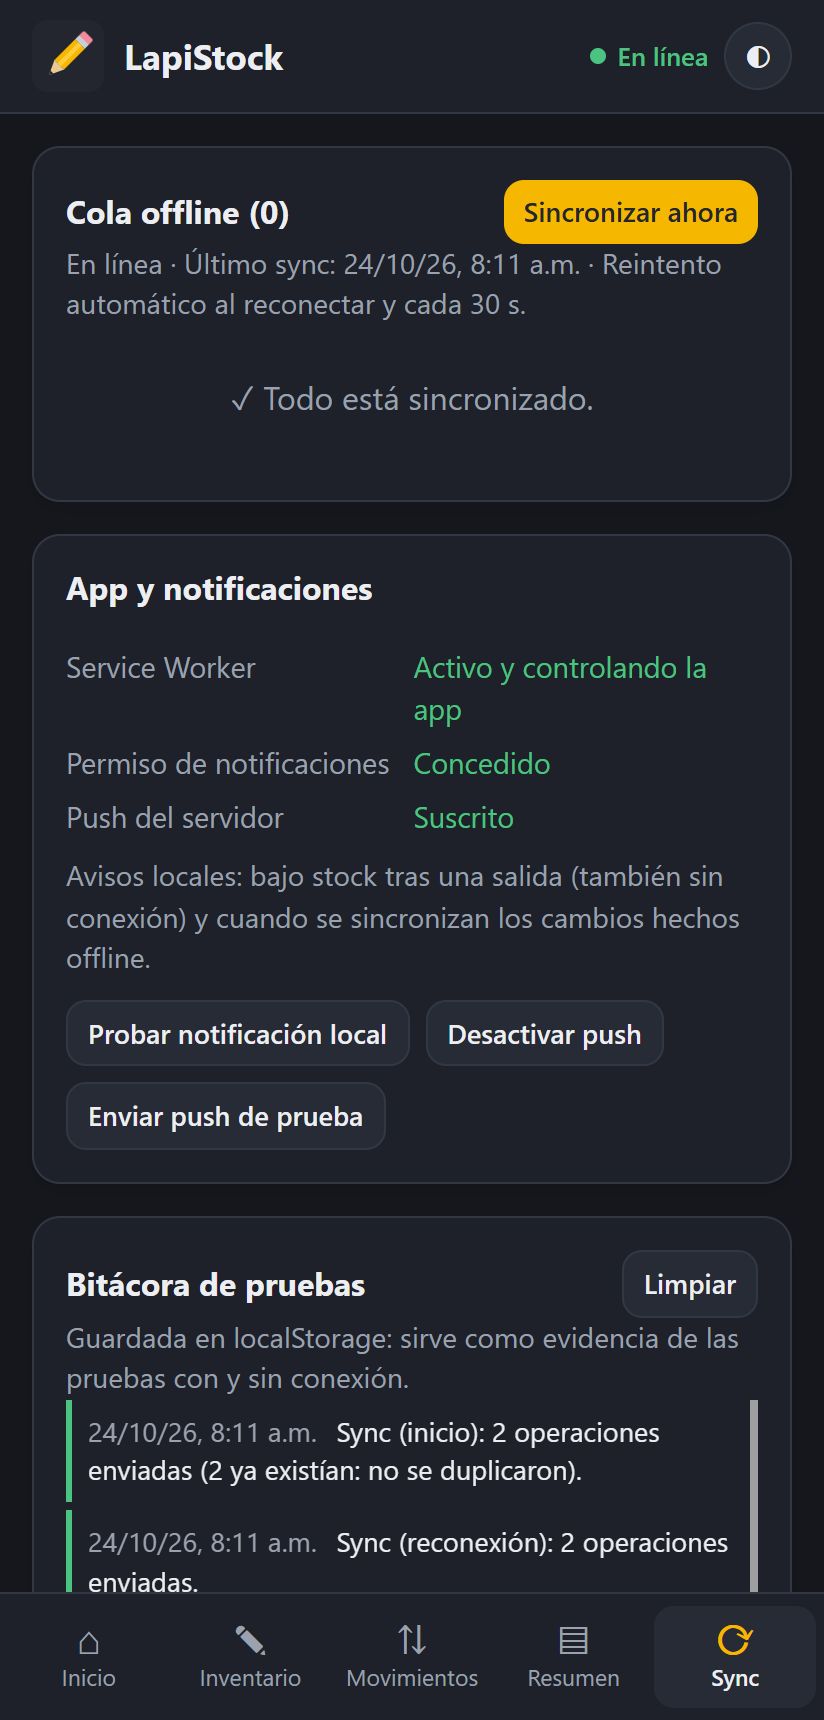 LapiStock
En línea
Cola offline (0)
Sincronizar ahora
En línea · Último sync: 24/10/26, 8:11 a.m. · Reintento
automático al reconectar y cada 30 s.
✓ Todo está sincronizado.
App y notificaciones
Service Worker
Activo y controlando la
app
Permiso de notificaciones
Concedido
Push del servidor
Suscrito
Avisos locales: bajo stock tras una salida (también sin
conexión) y cuando se sincronizan los cambios hechos
offline.
Probar notificación local
Desactivar push
Enviar push de prueba
Bitácora de pruebas
Limpiar
Guardada en localStorage: sirve como evidencia de las
pruebas con y sin conexión.
24/10/26, 8:11 a.m. Sync (inicio): 2 operaciones
enviadas (2 ya existían: no se duplicaron).
24/10/26, 8:11 a.m. Sync (reconexión): 2 operaciones
enviadas.
Inicio
Inventario
Movimientos
Resumen
Sync